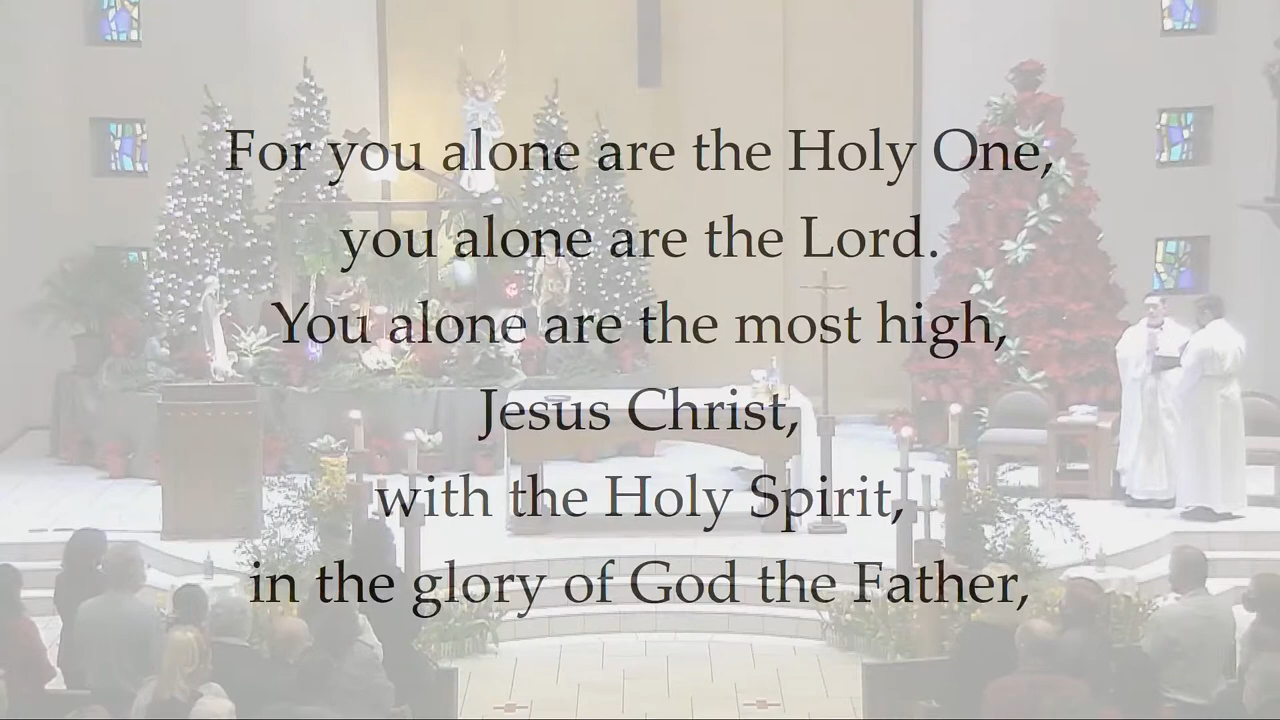 For you alone are the Holy One,
you alone are the Lord.
You alone are the most high,
Jesus Christ,
with the Holy Spirit,
in the glory of God the Father,